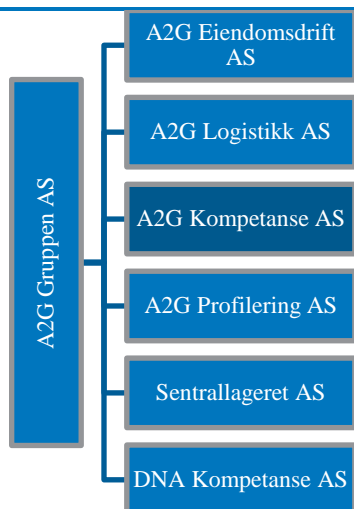 A2G Gruppen AS
A2G Eiendomsdrift
AS
A2G Logistikk AS
A2G Kompetanse AS
A2G Profilering AS
Sentrallageret AS
DNA Kompetanse AS